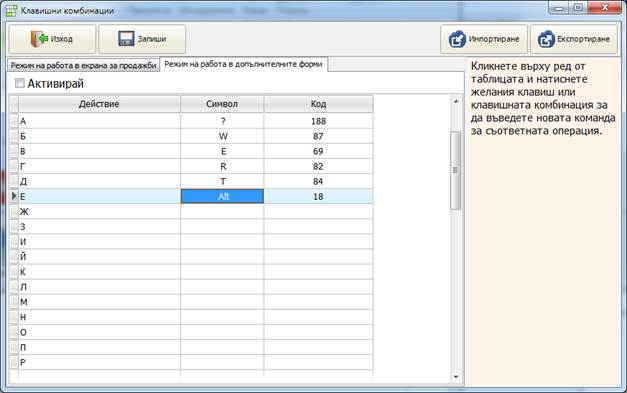 Клавишни комбинации
Изход
Запиши
Импортиране
Експортиране
Режим на работа в екрана за продажби
Режим на работа в допълнителните форми
Активирай
Действие Символ Код
А ? 188
Б W 87
В E 69
Г R 82
Д T 84
Е Alt 18
Ж
З
И
Й
К
Л
М
Н
О
П
Р
Кликнете върху ред от
таблицата и натиснете
желания клавиш или
клавишната комбинация за
да въведете новата команда
за съответната операция.